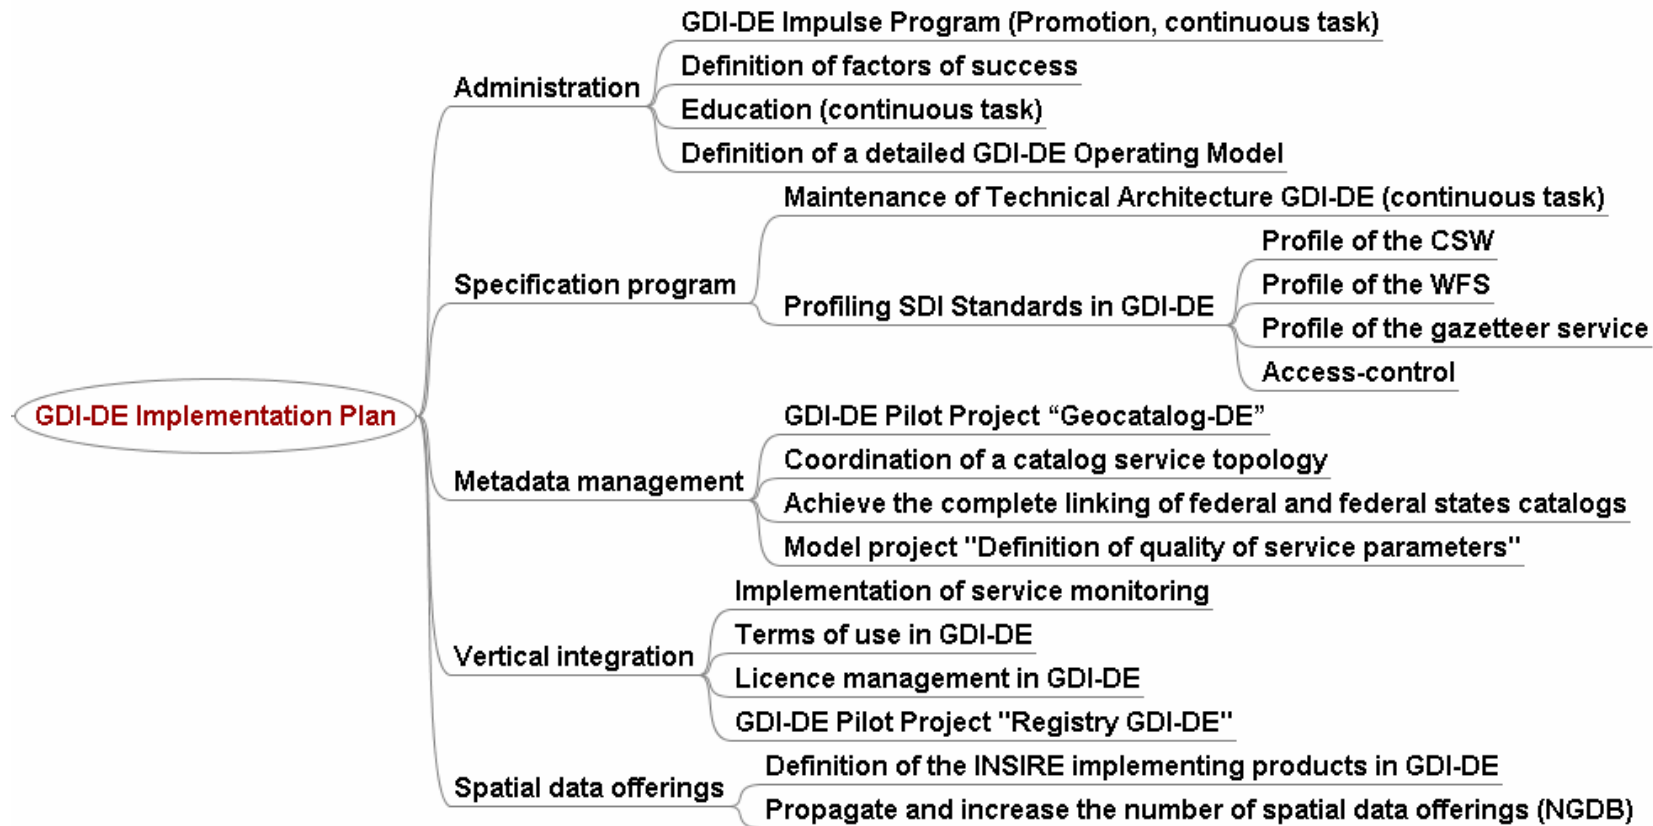 GDI-DE Implementation Plan
Administration
GDI-DE Impulse Program (Promotion, continuous task)
Definition of factors of success
Education (continuous task)
Definition of a detailed GDI-DE Operating Model
Specification program
Maintenance of Technical Architecture GDI-DE (continuous task)
Profiling SDI Standards in GDI-DE
Profile of the CSW
Profile of the WFS
Profile of the gazetteer service
Access-control
Metadata management
GDI-DE Pilot Project “Geocatalog-DE”
Coordination of a catalog service topology
Achieve the complete linking of federal and federal states catalogs
Model project "Definition of quality of service parameters"
Vertical integration
Implementation of service monitoring
Terms of use in GDI-DE
Licence management in GDI-DE
GDI-DE Pilot Project "Registry GDI-DE"
Spatial data offerings
Definition of the INSIRE implementing products in GDI-DE
Propagate and increase the number of spatial data offerings (NGDB)